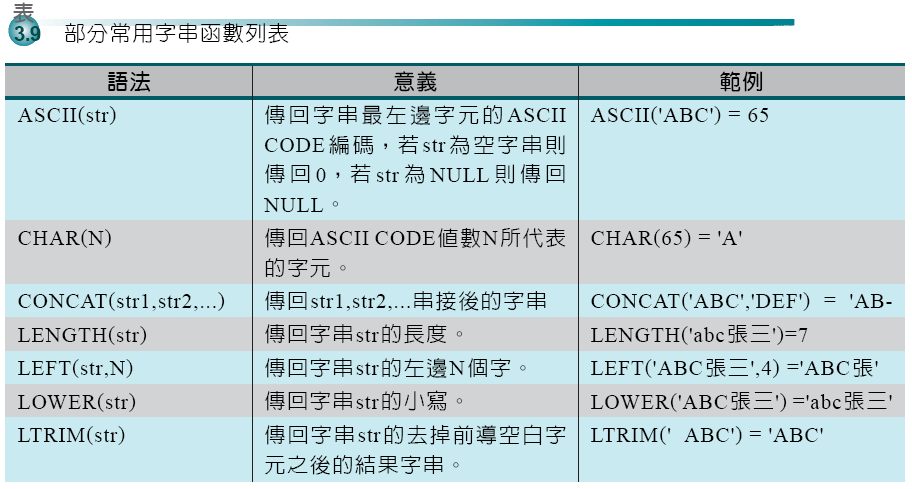 表
3.9 部分常用字串函數列表
語法 意義 範例
ASCII(str) 傳回字串最左邊字元的ASCII ASCII('ABC') = 65
CODE編碼，若str為空字串則
傳回0，若str為NULL則傳回
NULL。
CHAR(N) 傳回ASCII CODE值數N所代表 CHAR(65) = 'A'
的字元。
CONCAT(str1,str2,...) 傳回str1,str2,...串接後的字串 CONCAT('ABC','DEF') = 'AB-
LENGTH(str) 傳回字串str的長度。 LENGTH('abc張三')=7
LEFT(str,N) 傳回字串str的左邊N個字。 LEFT('ABC張三',4) ='ABC張'
LOWER(str) 傳回字串str的小寫。 LOWER('ABC張三') ='abc張三'
LTRIM(str) 傳回字串str的去掉前導空白字 LTRIM('  ABC') = 'ABC'
元之後的結果字串。